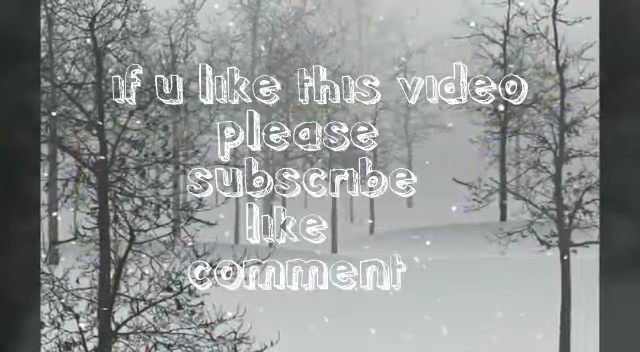 if u like this video
please
subscribe
like
comment